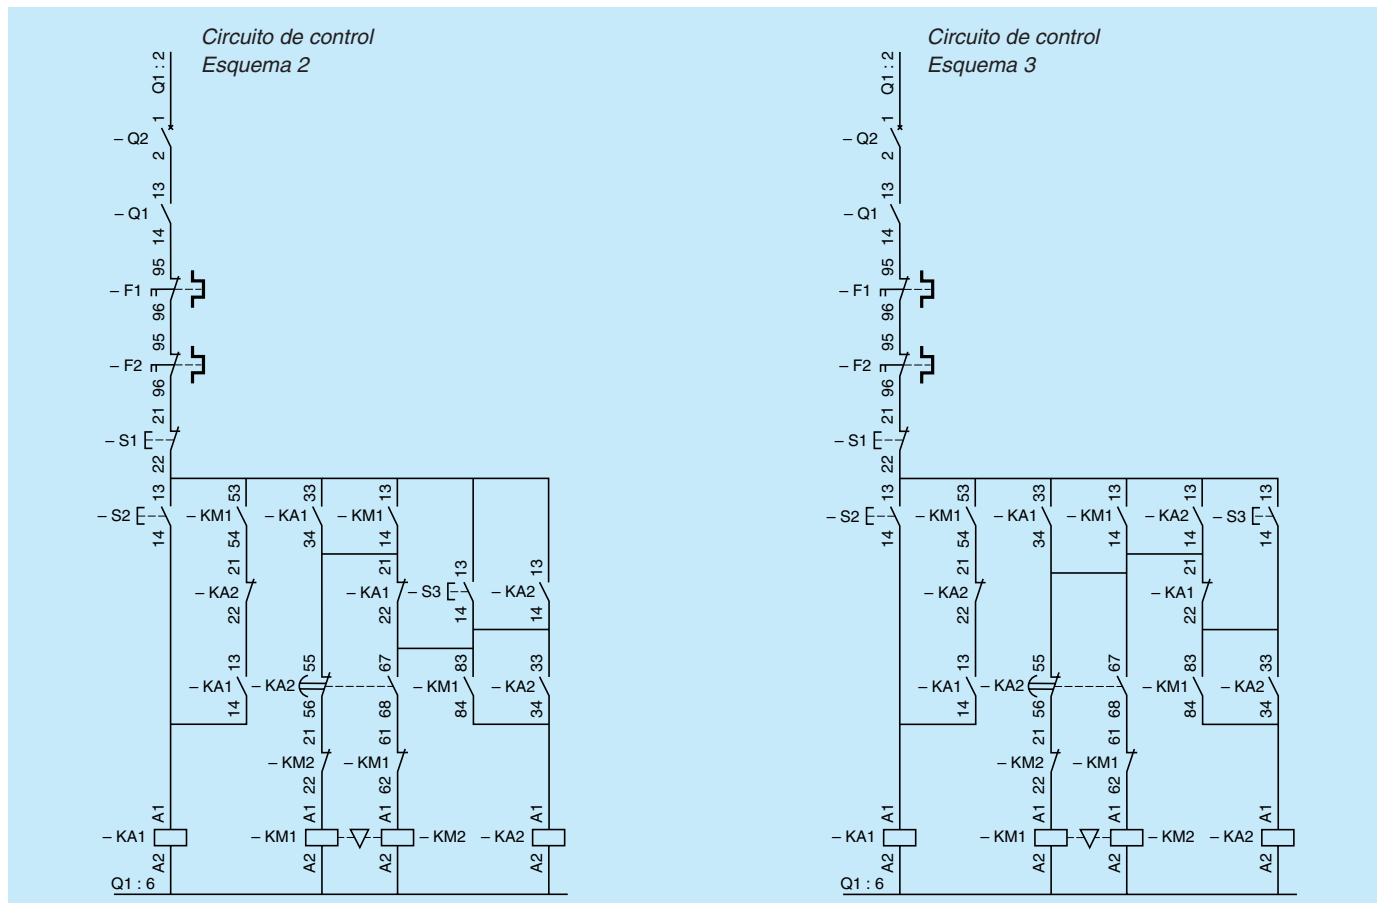 Circuito de control
Esquema 2
Q1 : 2
1
– Q2
2
13
– Q1
14
95
– F1
96
95
– F2
96
21
– S1
22
13 53 33 13
– S2 – KM1 – KA1 – KM1
14 54 34 14
21 21 13 13
– KA2 – KA1 – S3 – KA2
22 22 14 14
13 55 67 83 33
– KA1 – KA2 – KM1 – KA2
14 56 68 84 34
21 61
– KM2 – KM1
22 62
A1 A1 A1 A1
– KA1 – KM1 – KM2 – KA2
A2 A2 A2 A2
Q1 : 6
Circuito de control
Esquema 3
Q1 : 2
1
– Q2
2
13
– Q1
14
95
– F1
96
95
– F2
96
21
– S1
22
13 53 33 13 13 13
– S2 – KM1 – KA1 – KM1 – KA2 – S3
14 54 34 14 14 14
21 21
– KA2 – KA1
22 22
13 55 67 83 33
– KA1 – KA2 – KM1 – KA2
14 56 68 84 34
21 61
– KM2 – KM1
22 62
A1 A1 A1 A1
– KA1 – KM1 – KM2 – KA2
A2 A2 A2 A2
Q1 : 6